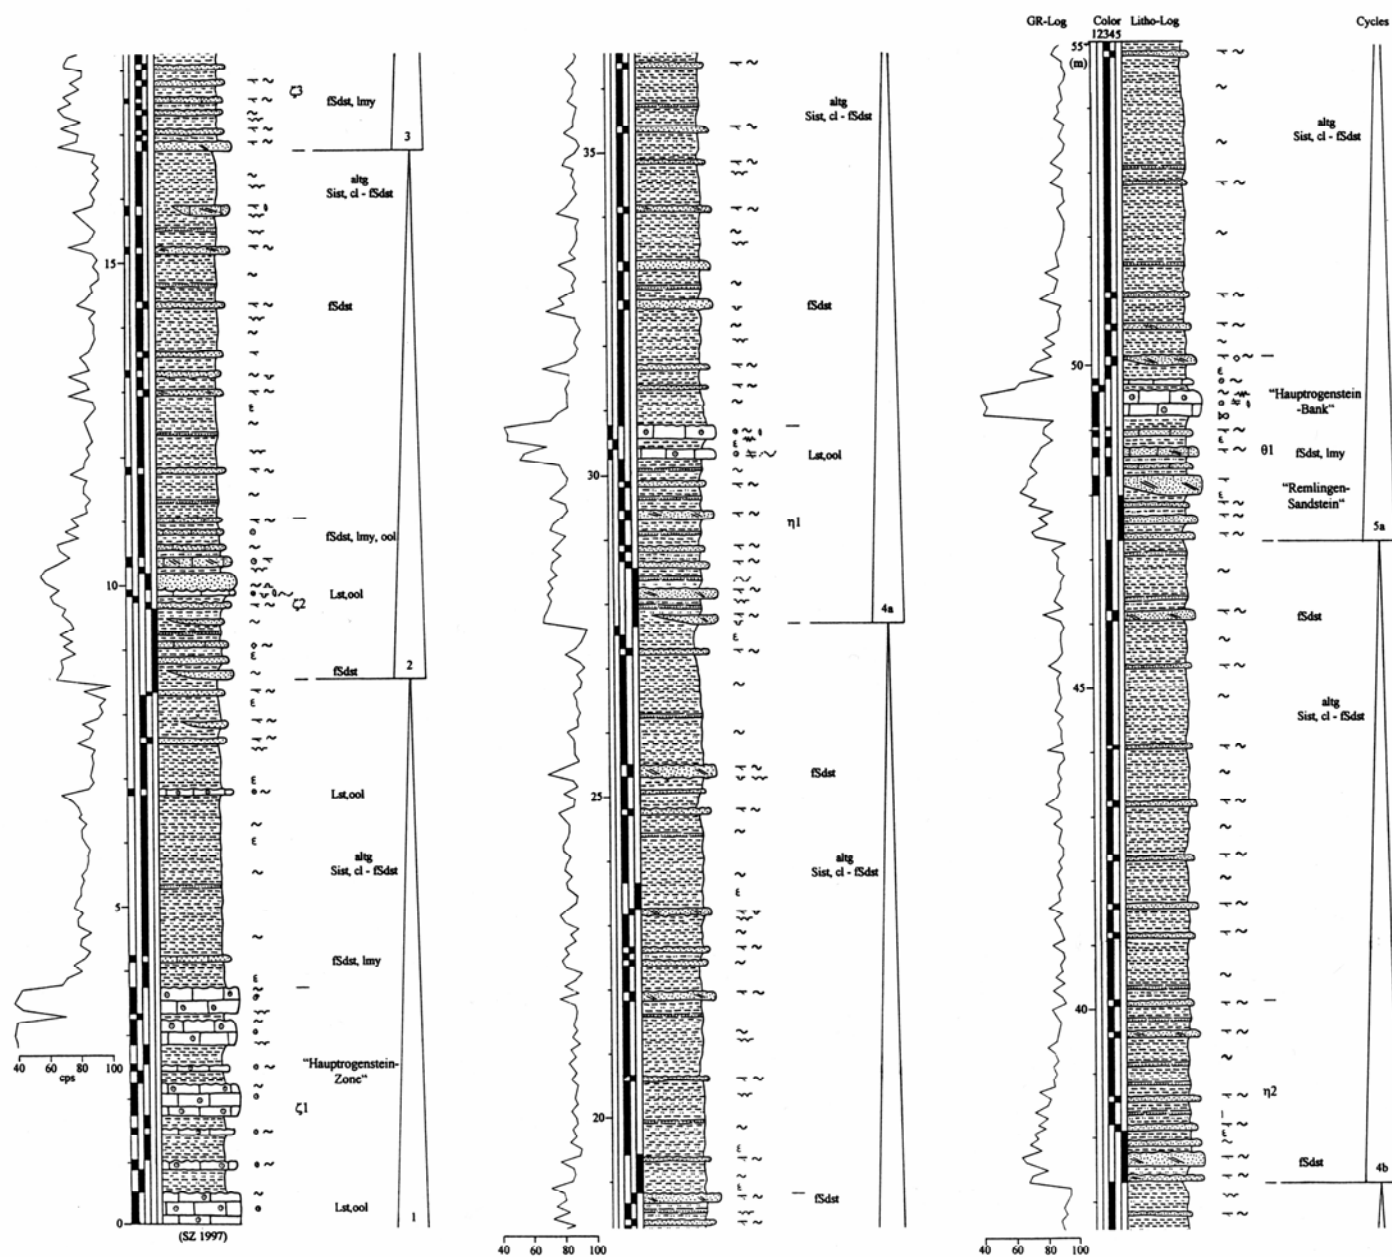 GR-Log
Color
12345
Litho-Log
Cycles
ζ3
fSdst, lmy
3
altg
Sist, cl - fSdst
15
fSdst
fSdst, lmy, ool
10
Lst,ool
ζ2
fSdst
2
Lst,ool
altg
Sist, cl - fSdst
5
fSdst, lmy
40 60 80 100
cps
"Hauptrogenstein-
Zone"
ζ1
Lst,ool
1
0
(SZ 1997)
altg
Sist, cl - fSdst
35
fSdst
Lst,ool
30
η1
4a
fSdst
25
altg
Sist, cl - fSdst
20
fSdst
40 60 80 100
55
(m)
altg
Sist, cl - fSdst
50
"Hauptrogenstein
-Bank"
θ1
fSdst, lmy
"Remlingen-
Sandstein"
5a
fSdst
45
altg
Sist, cl - fSdst
40
η2
fSdst
4b
40 60 80 100